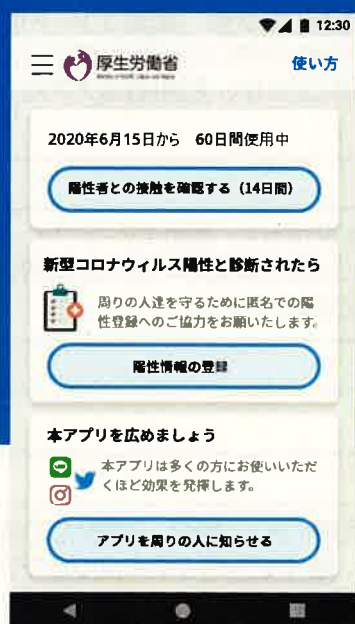 12:30
厚生労働省
使い方
2020年6月15日から 60日間使用中
陽性者との接触を確認する（14日間）
新型コロナウィルス陽性と診断されたら
周りの人達を守るために匿名での陽
性登録へのご協力をお願いいたします。
陽性情報の登録
本アプリを広めましょう
本アプリは多くの方にお使いいただ
くほど効果を発揮します。
アプリを周りの人に知らせる